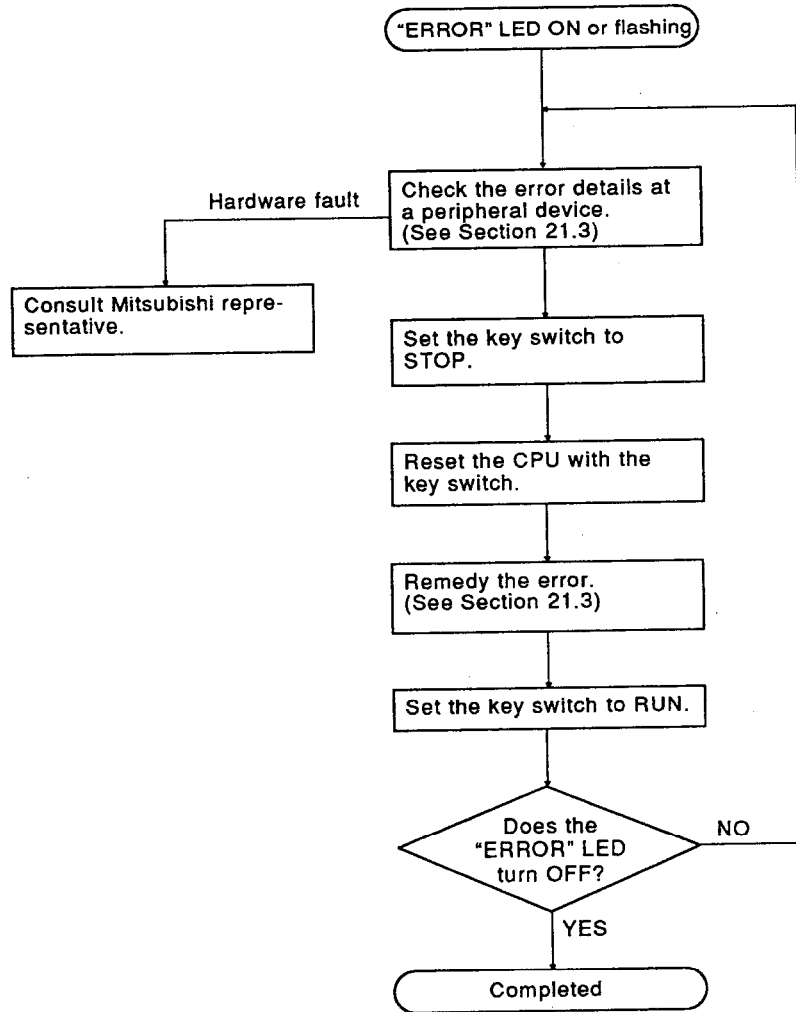 “ERROR” LED ON or flashing
Hardware fault
Check the error details at
a peripheral device.
(See Section 21.3)
Consult Mitsubishi repre-
sentative.
Set the key switch to
STOP.
Reset the CPU with the
key switch.
Remedy the error.
(See Section 21.3)
Set the key switch to RUN.
Does the
“ERROR” LED
turn OFF?
NO
YES
Completed